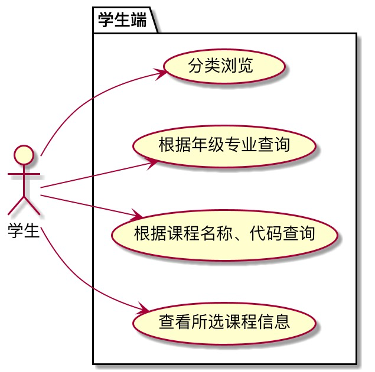 学生端
分类浏览
根据年级专业查询
根据课程名称、代码查询
学生
查看所选课程信息